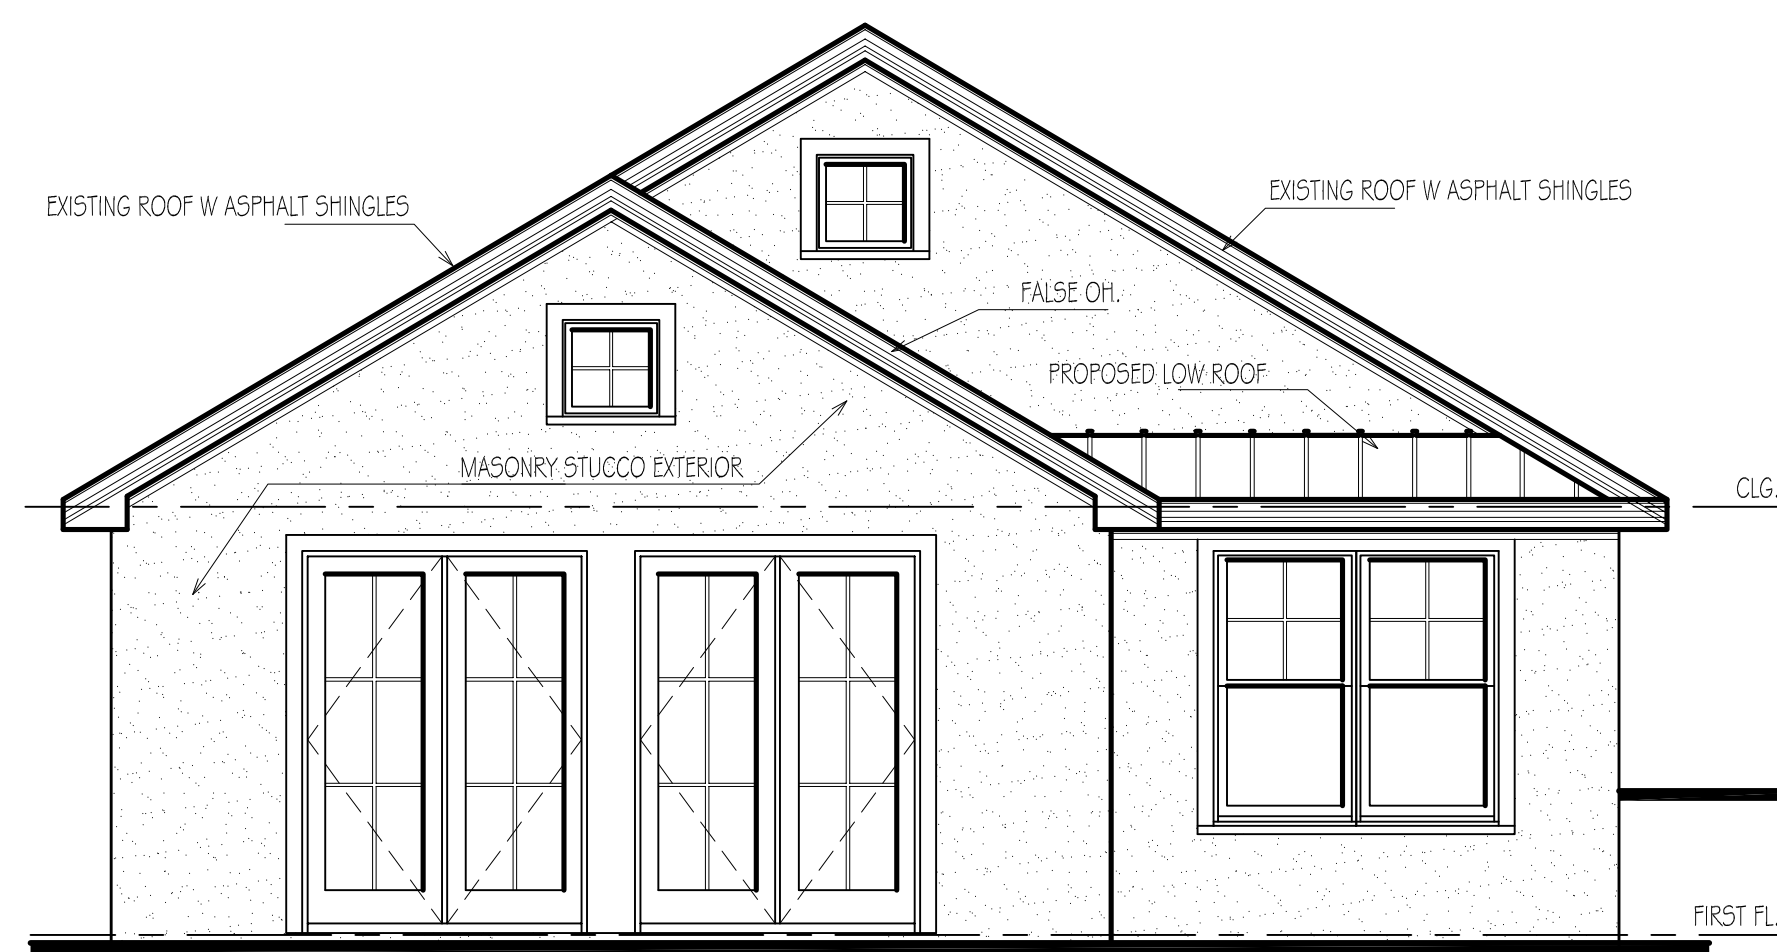 EXISTING ROOF W ASPHALT SHINGLES
EXISTING ROOF W ASPHALT SHINGLES
FALSE OH.
PROPOSED LOW ROOF
MASONRY STUCCO EXTERIOR
CLG.
FIRST FL.